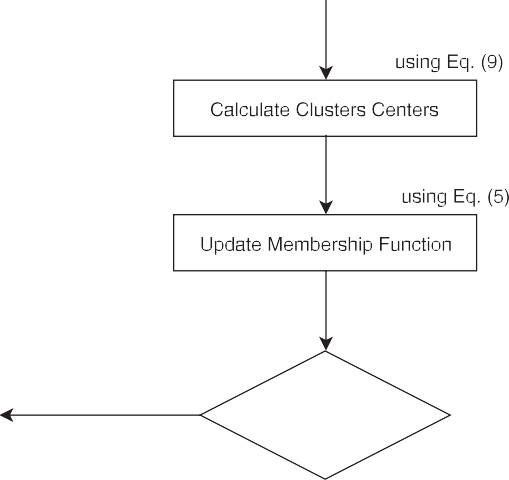 using Eq. (9)
Calculate Clusters Centers
using Eq. (5)
Update Membership Function